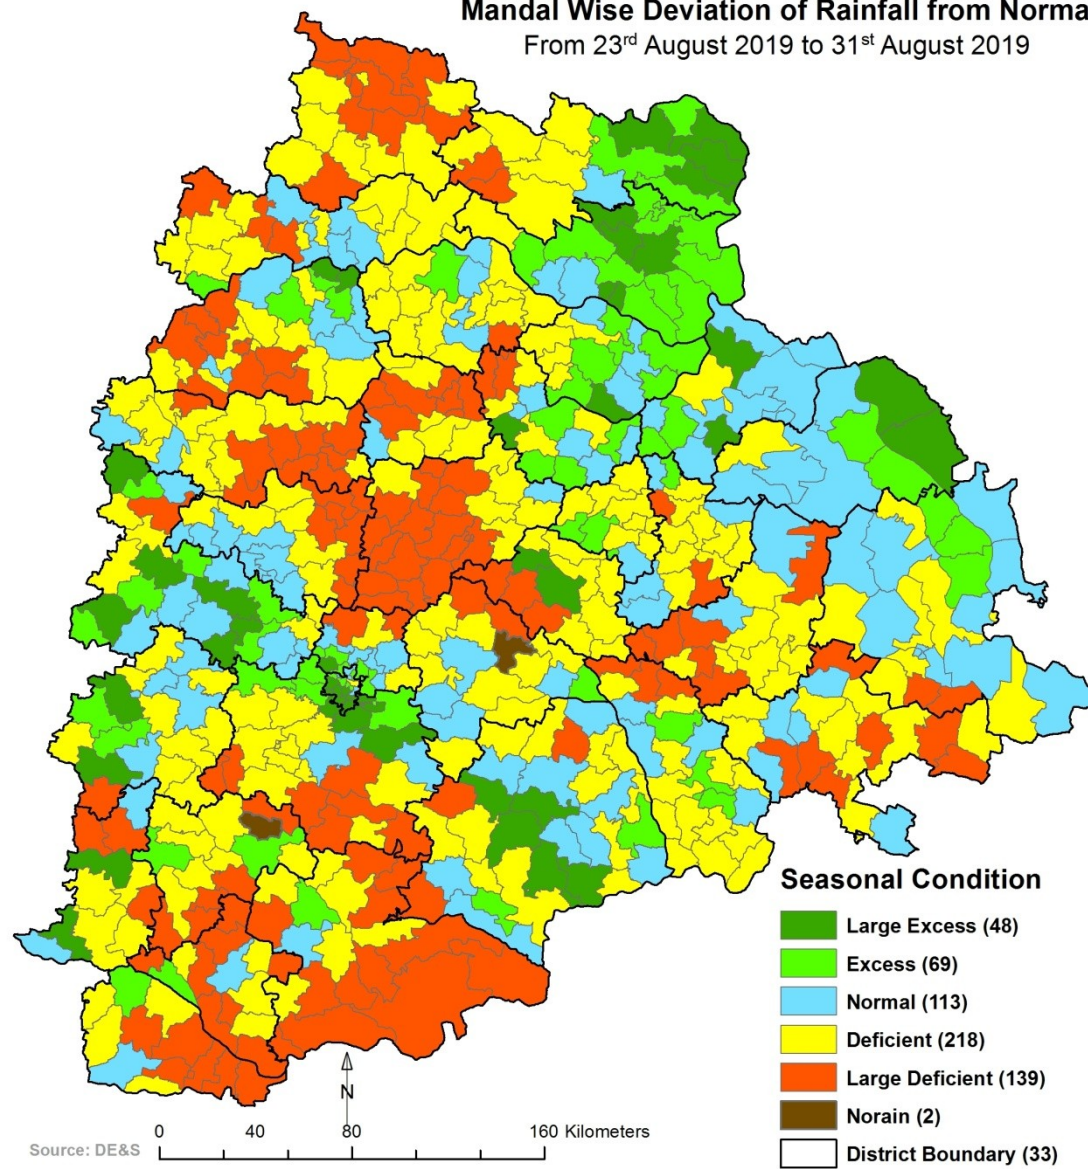 Mandal Wise Deviation of Rainfall from Norma
From 23rd August 2019 to 31st August 2019
Seasonal Condition
Large Excess (48)
Excess (69)
Normal (113)
Deficient (218)
Large Deficient (139)
Norain (2)
District Boundary (33)
N
0 40 80 160 Kilometers
Source: DE&S